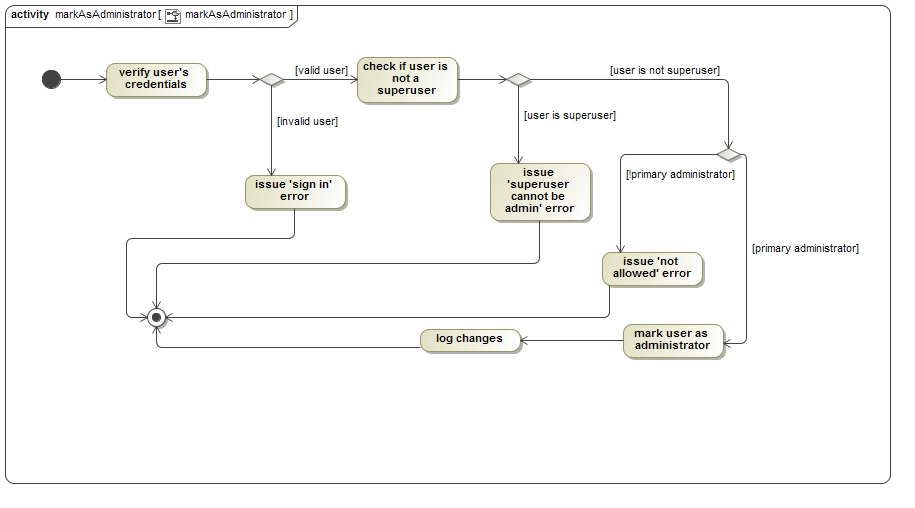 activity markAsAdministrator [ markAsAdministrator ]
verify user's
credentials
[valid user]
check if user is
not a
superuser
[user is not superuser]
[invalid user]
[user is superuser]
issue 'sign in'
error
issue
'superuser
cannot be
admin' error
[!primary administrator]
[primary administrator]
issue 'not
allowed' error
mark user as
administrator
log changes